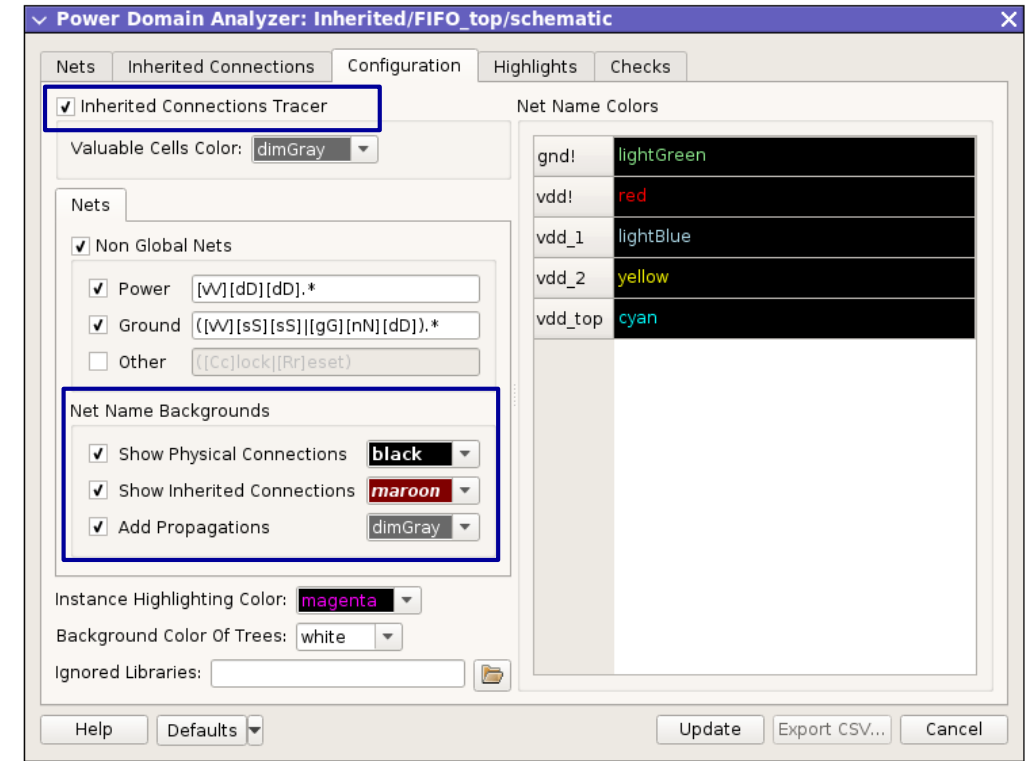 Power Domain Analyzer: Inherited/FIFO_top/schematic
Nets Inherited Connections Configuration Highlights Checks
Inherited Connections Tracer
Valuable Cells Color: dimGray
Nets
Non Global Nets
Power [vV][dD][dD].*
Ground ([vV][sS][sS]|[gG][nN][dD]).*
Other ([Cc]lock|[Rr]eset)
Net Name Backgrounds
Show Physical Connections black
Show Inherited Connections maroon
Add Propagations dimGray
Instance Highlighting Color: magenta
Background Color Of Trees: white
Ignored Libraries:
Net Name Colors
gnd! lightGreen
vdd! red
vdd_1 lightBlue
vdd_2 yellow
vdd_top cyan
Help Defaults Update Export CSV... Cancel